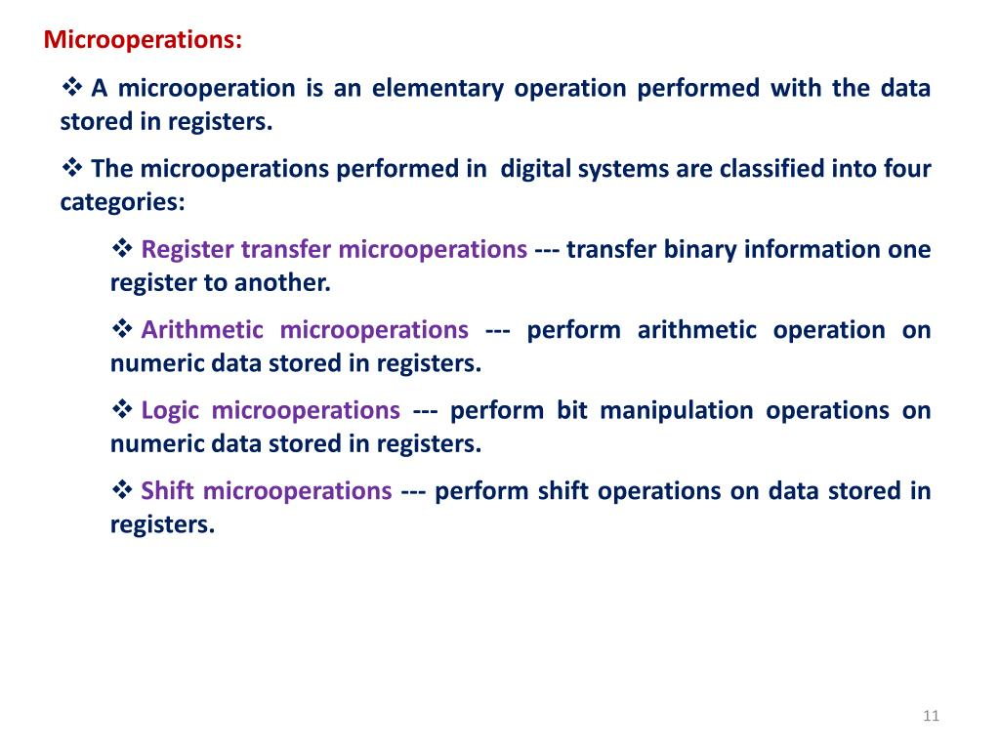 Microoperations:
❖ A microoperation is an elementary operation performed with the data
stored in registers.
❖ The microoperations performed in  digital systems are classified into four
categories:
❖ Register transfer microoperations --- transfer binary information one
register to another.
❖ Arithmetic microoperations --- perform arithmetic operation on
numeric data stored in registers.
❖ Logic microoperations --- perform bit manipulation operations on
numeric data stored in registers.
❖ Shift microoperations --- perform shift operations on data stored in
registers.
11